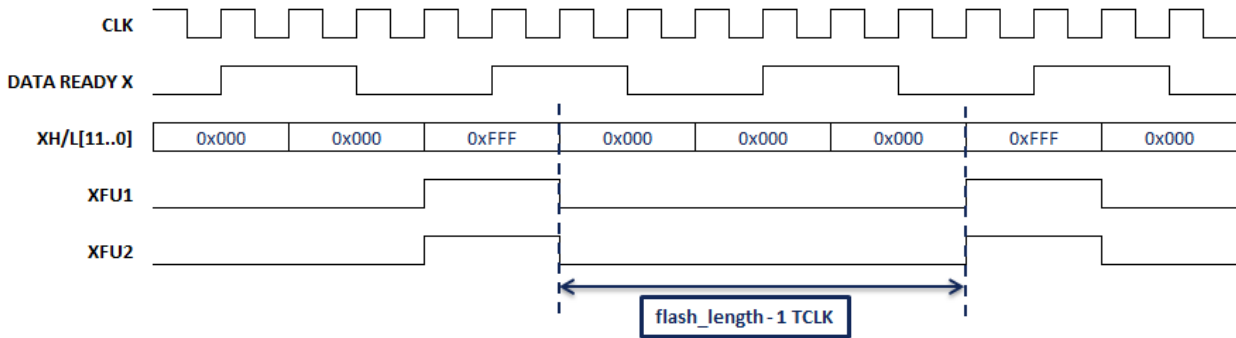 CLK
DATA READY X
XH/L[11..0] 0x000 0x000 0xFFF 0x000 0x000 0x000 0xFFF 0x000
XFU1
XFU2
flash_length - 1 TCLK